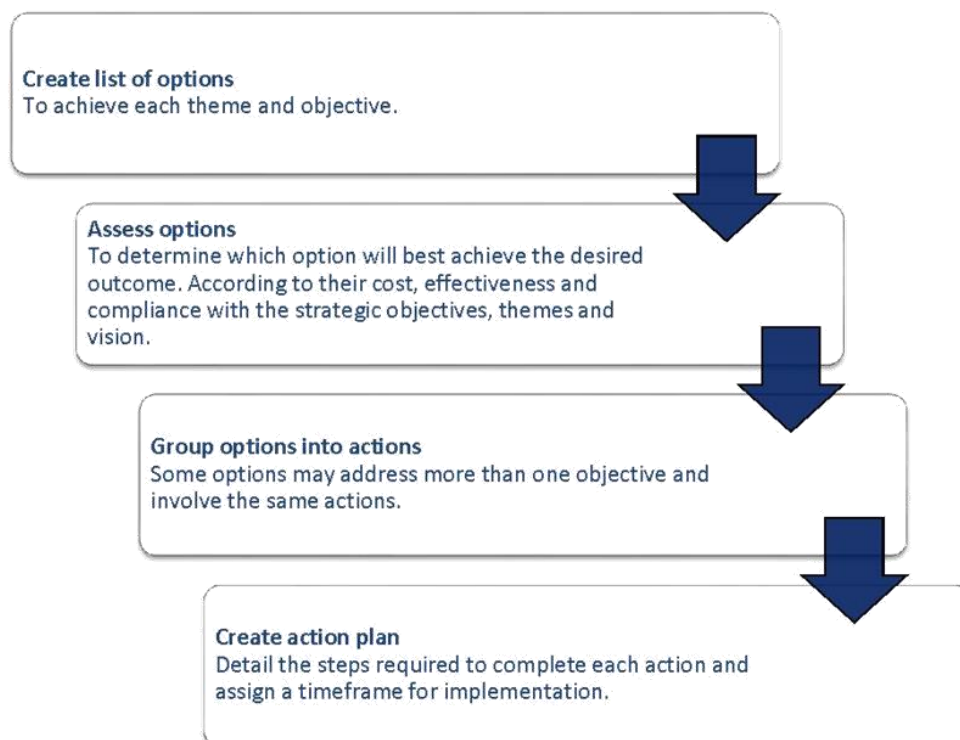 Create list of options
To achieve each theme and objective.
Assess options
To determine which option will best achieve the desired
outcome. According to their cost, effectiveness and
compliance with the strategic objectives, themes and
vision.
Group options into actions
Some options may address more than one objective and
involve the same actions.
Create action plan
Detail the steps required to complete each action and
assign a timeframe for implementation.